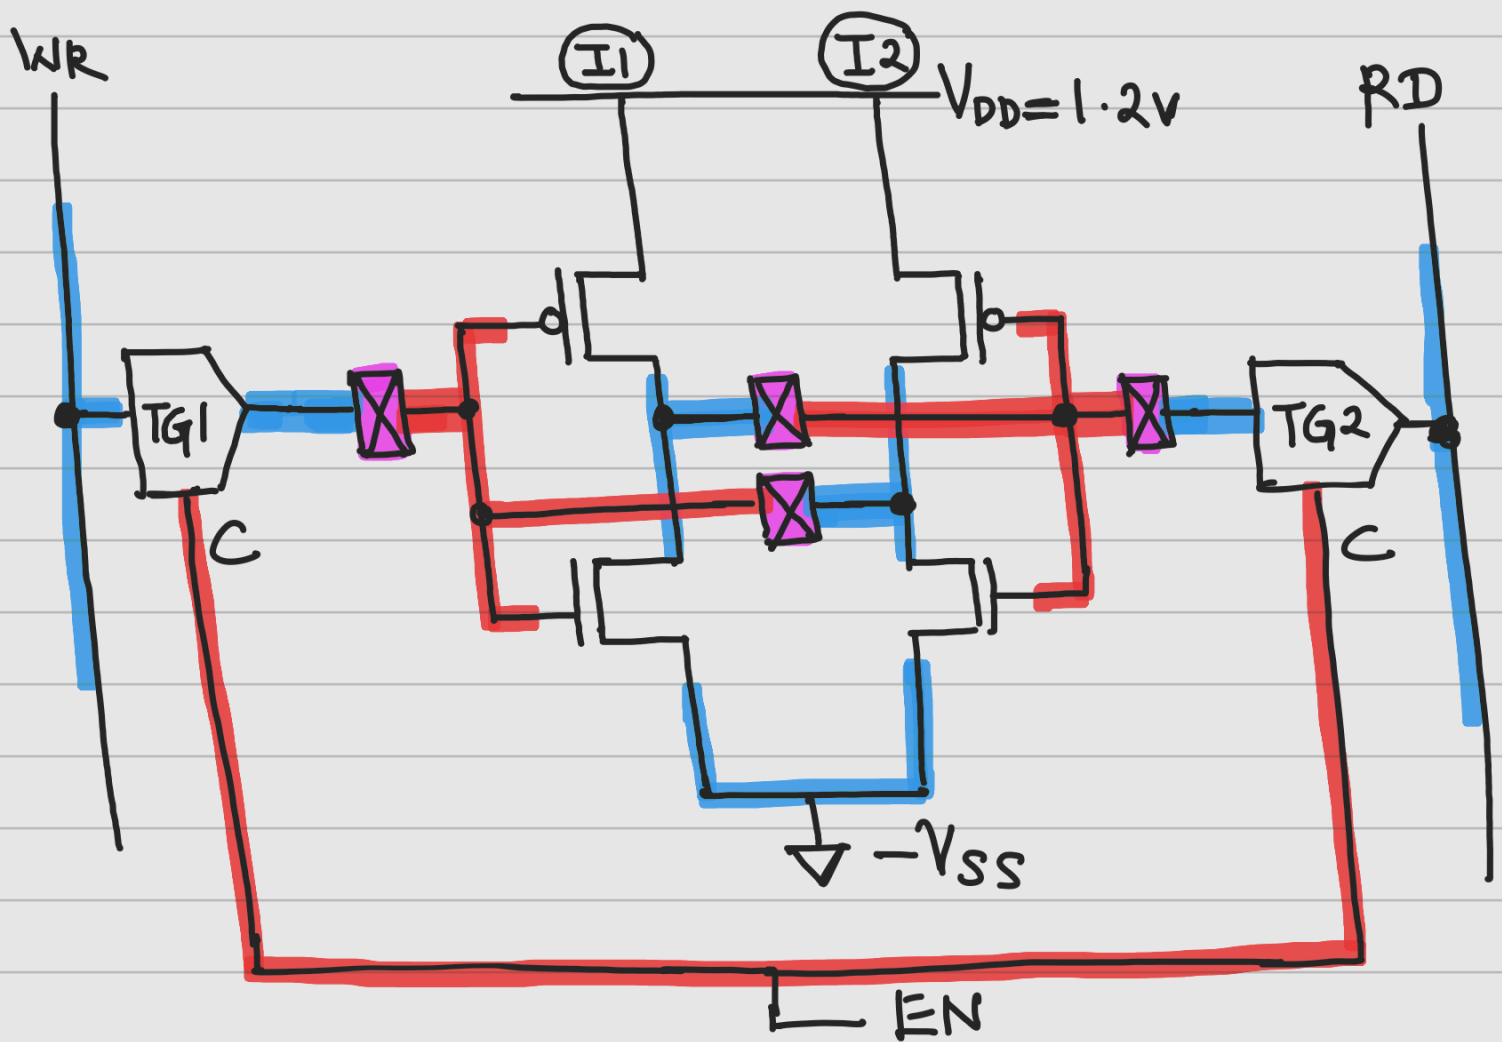 WR
I1
I2
VDD=1.2V
RD
TG1
TG2
C
C
-VSS
EN